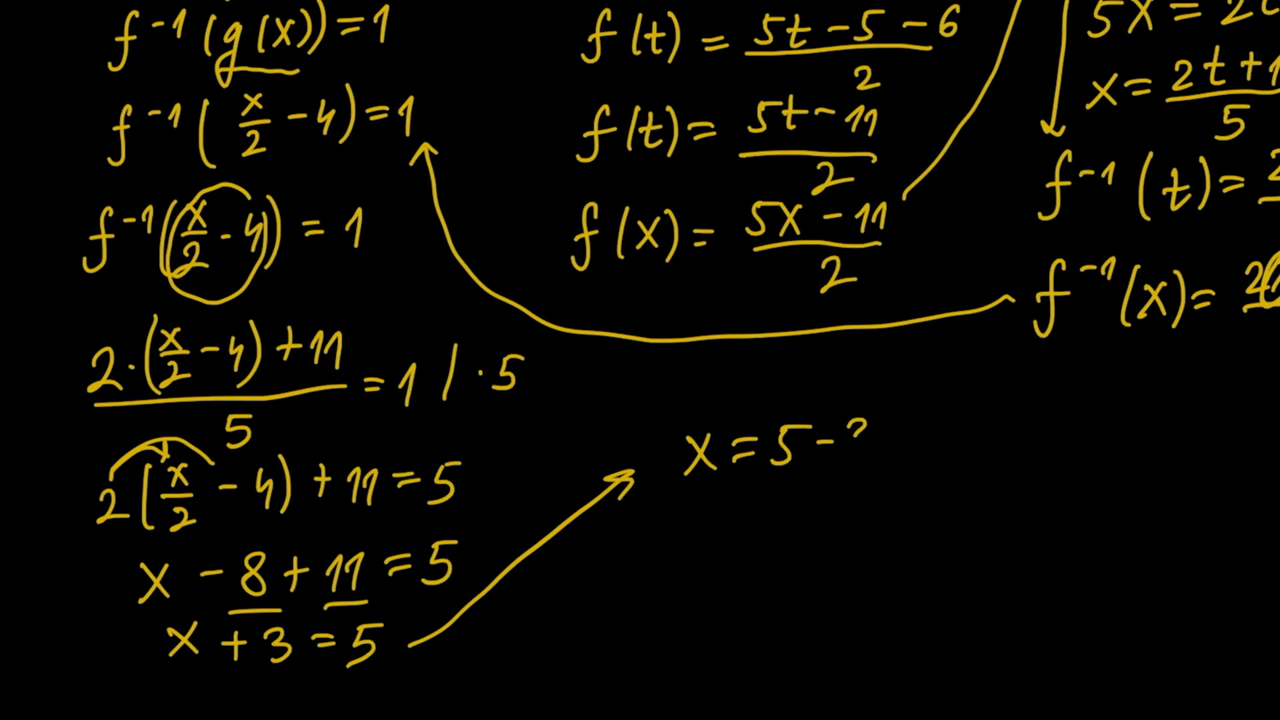 f⁻¹(g(x))=1
f⁻¹(x/2 -4)=1
f⁻¹((x/2 -4))=1
(2·(x/2 -4)+11)/5 =1 /·5
2(x/2 -4)+11=5
x -8+11=5
x+3=5
f(t)=(5t-5-6)/2
f(t)=(5t-11)/2
f(x)=(5x-11)/2
x=5-
5x=2t
x=(2t+1)/5
f⁻¹(t)=
f⁻¹(x)=